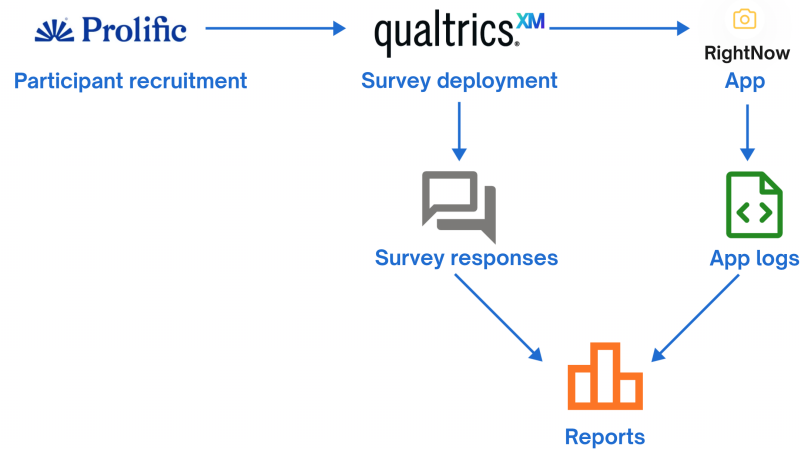 Prolific
qualtrics.XM
RightNow
Participant recruitment
Survey deployment
App
Survey responses
App logs
Reports